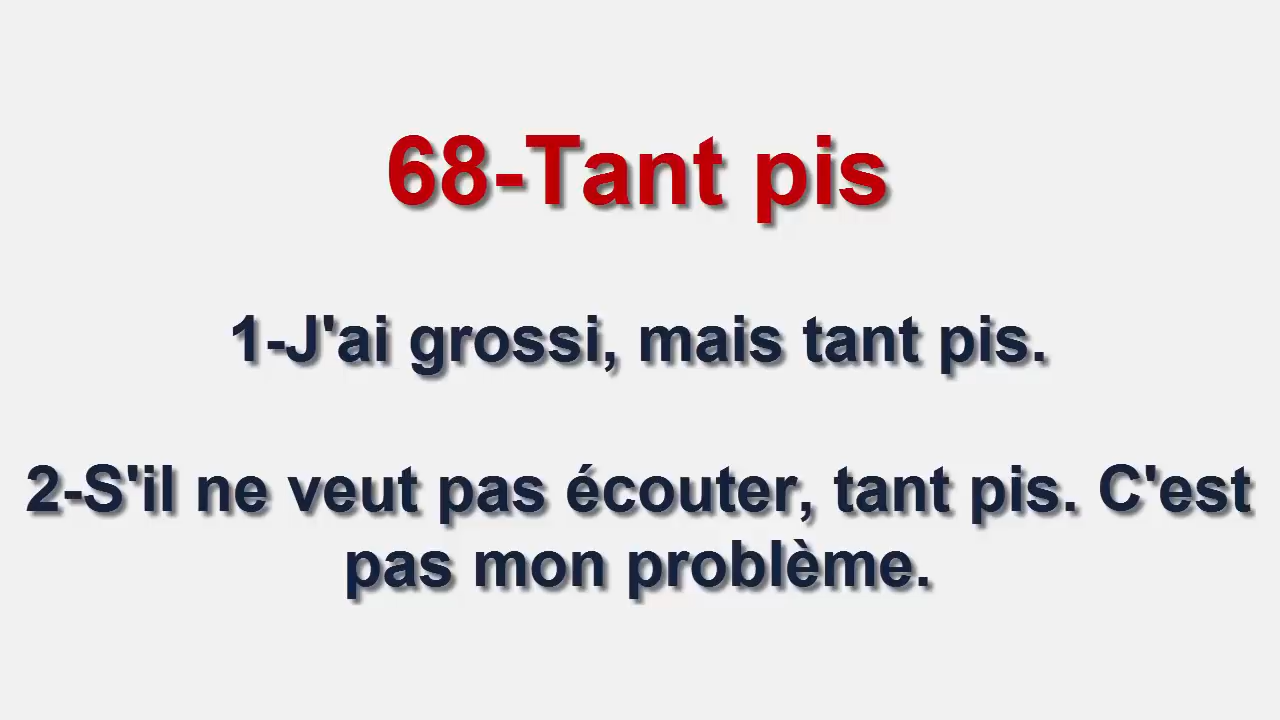 68-Tant pis
1-J'ai grossi, mais tant pis.
2-S'il ne veut pas écouter, tant pis. C'est
pas mon problème.